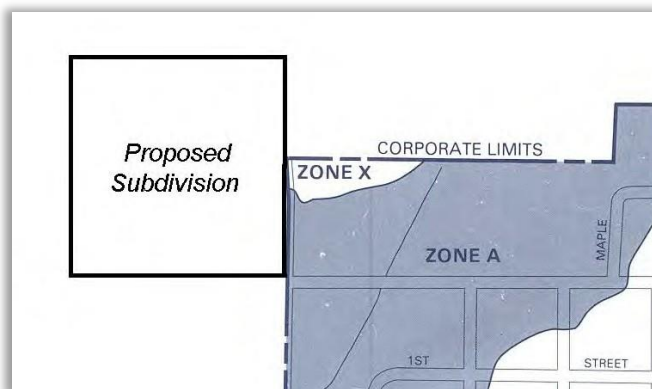 Proposed
Subdivision
CORPORATE LIMITS
ZONE X
ZONE A
MAPLE
1ST
STREET